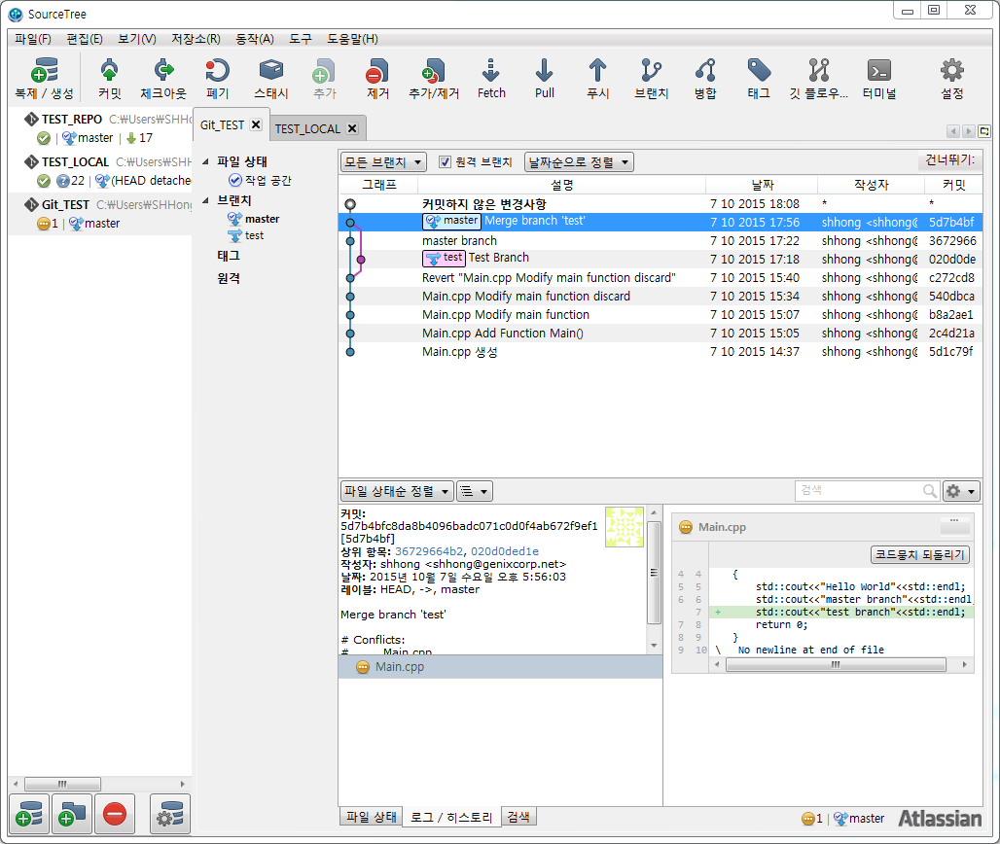 SourceTree
파일(F) 편집(E) 보기(V) 저장소(R) 동작(A) 도구 도움말(H)
복제 / 생성 커밋 체크아웃 폐기 스태시 추가 제거 추가/제거 Fetch Pull 푸시 브랜치 병합 태그 깃 플로우... 터미널 설정
TEST_REPO C:₩Users₩SHHo
master 17
TEST_LOCAL C:₩Users₩SHH
22 (HEAD detache
Git_TEST C:₩Users₩SHHong
1 master
Git_TEST TEST_LOCAL
파일 상태
작업 공간
브랜치
master
test
태그
원격
모든 브랜치 원격 브랜치 날짜순으로 정렬 건너뛰기:
그래프 설명 날짜 작성자 커밋
커밋하지 않은 변경사항 7 10 2015 18:08 * *
master Merge branch 'test' 7 10 2015 17:56 shhong <shhong@ 5d7b4bf
master branch 7 10 2015 17:22 shhong <shhong@ 3672966
test Test Branch 7 10 2015 17:18 shhong <shhong@ 020d0de
Revert "Main.cpp Modify main function discard" 7 10 2015 15:40 shhong <shhong@ c272cd8
Main.cpp Modify main function discard 7 10 2015 15:34 shhong <shhong@ 540dbca
Main.cpp Modify main function 7 10 2015 15:07 shhong <shhong@ b8a2ae1
Main.cpp Add Function Main() 7 10 2015 15:05 shhong <shhong@ 2c4d21a
Main.cpp 생성 7 10 2015 14:37 shhong <shhong@ 5d1c79f
파일 상태순 정렬 검색
커밋:
5d7b4bfc8da8b4096badc071c0d0f4ab672f9ef1
[5d7b4bf]
상위 항목: 36729664b2, 020d0ded1e
작성자: shhong <shhong@genixcorp.net>
날짜: 2015년 10월 7일 수요일 오후 5:56:03
레이블: HEAD, ->, master
Merge branch 'test'
# Conflicts:
# Main.cpp
Main.cpp
Main.cpp
코드뭉치 되돌리기
4 4 {
5 5 std::cout<<"Hello World"<<std::endl;
6 6 std::cout<<"master branch"<<std::endl
7 + std::cout<<"test branch"<<std::endl;
7 8 return 0;
8 9 }
9 10 \ No newline at end of file
파일 상태 로그 / 히스토리 검색
1 master Atlassian